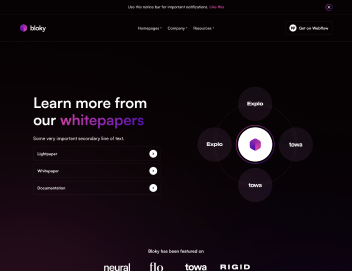 Use this notice bar for important notifications. Like this
bloky
Homepages Company Resources
Get on Webflow
Learn more from
our whitepapers
Some very important secondary line of text.
Lightpaper
Whitepaper
Documentation
Explo
Explo
towa
towa
Bloky has been featured on
neural flo towa RIGID